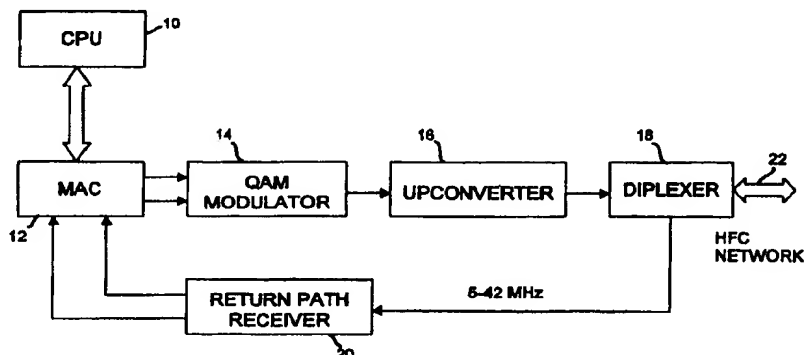 CPU
10
MAC
12
14
QAM
MODULATOR
16
UPCONVERTER
18
DIPLEXER
22
HFC
NETWORK
5-42 MHz
RETURN PATH
RECEIVER
20